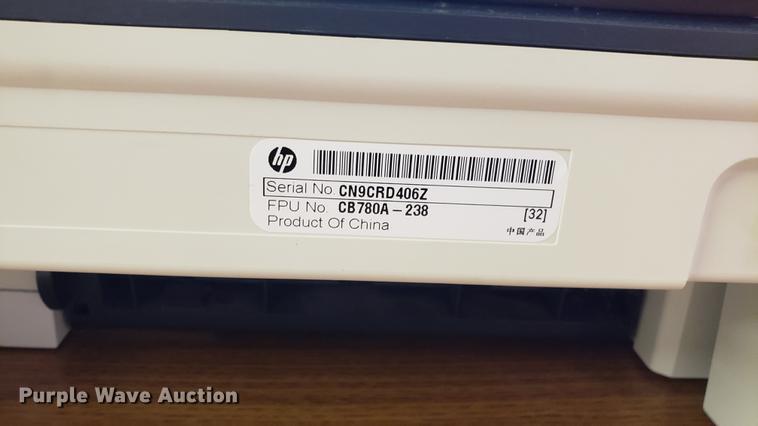 hp
Serial No. CN9CRD406Z
FPU No. CB780A-238 [32]
Product Of China 中国产品
Purple Wave Auction